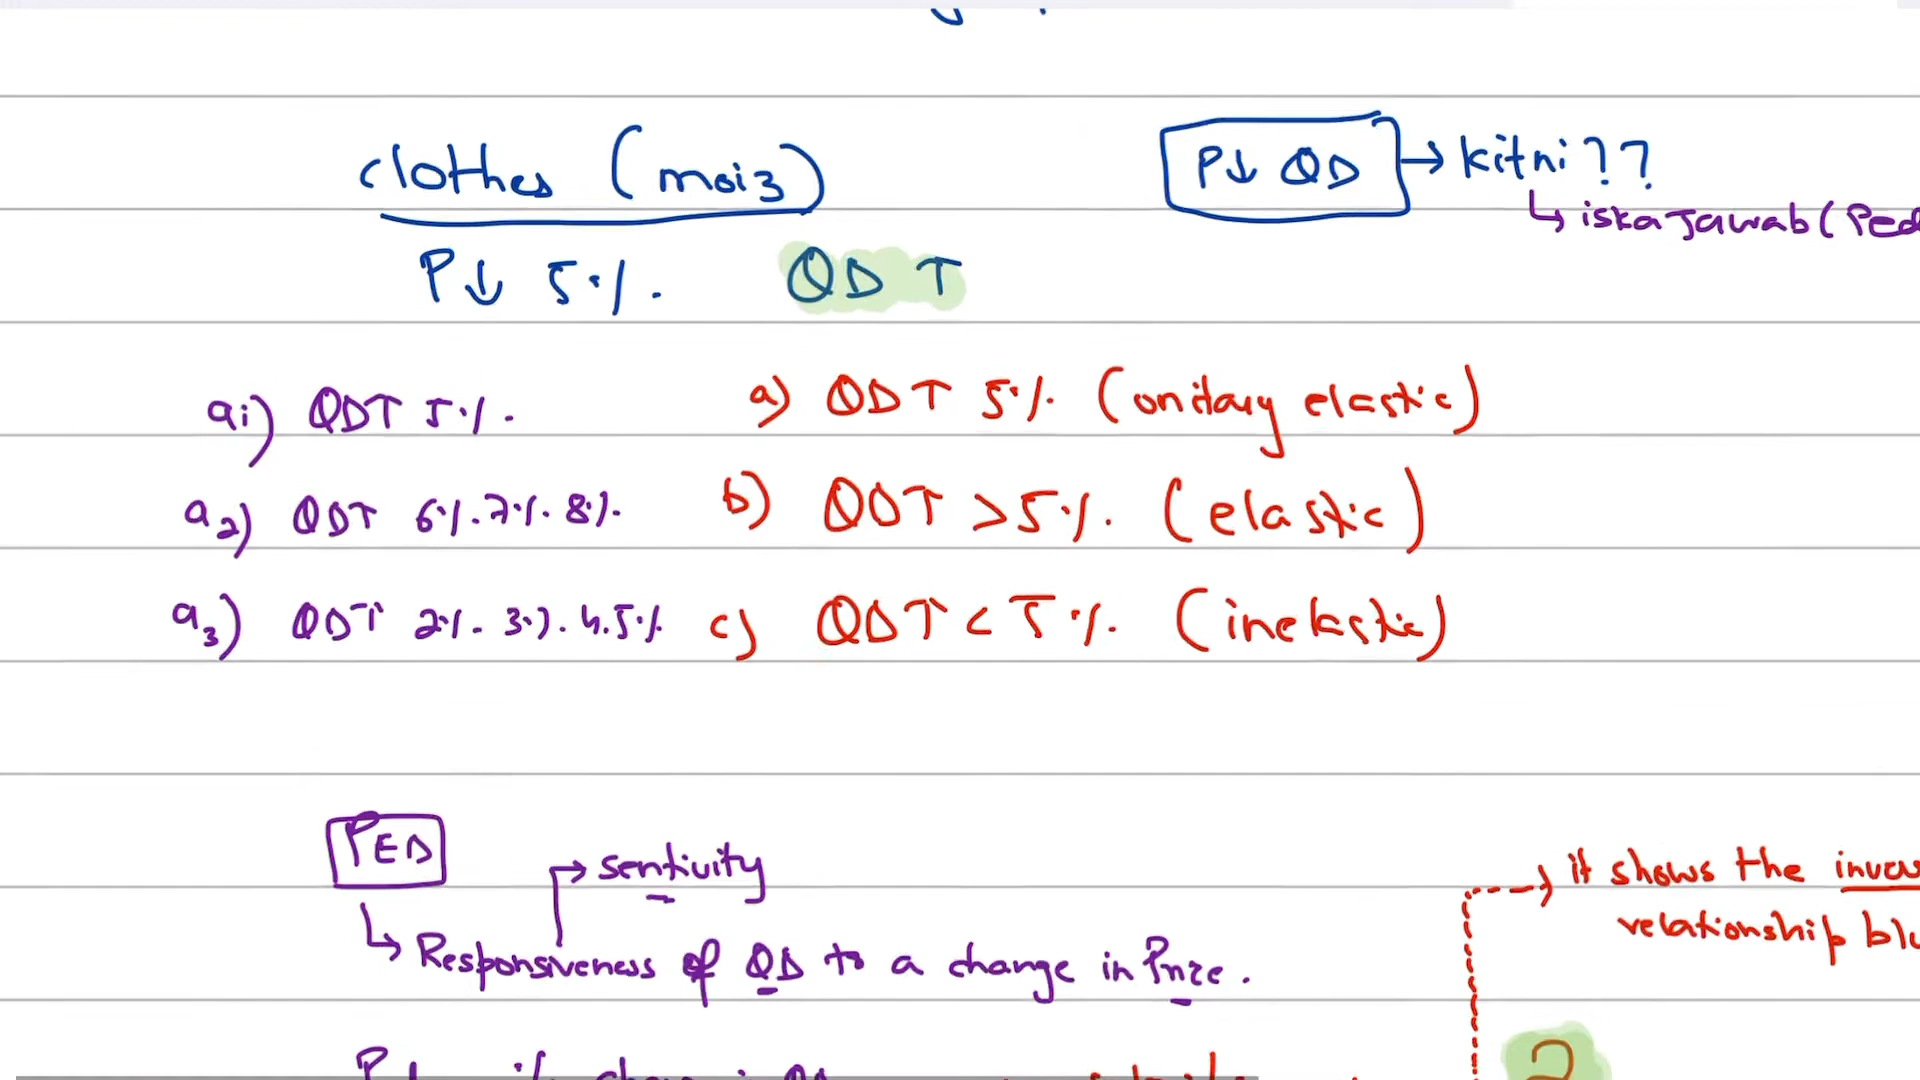 clothes (moiz)
P↓ QD → kitni??
↳ iska jawab (Ped
P↓ 5%. QD ↑
a1) QD↑ 5%.
a) QD↑ 5%. (unitary elastic)
a2) QD↑ 6%. 7%. 8%.
b) QD↑ >5%. (elastic)
a3) QD↑ 2%. 3%. 4.5%.
c) QD↑ < 5%. (inelastic)
PED
→ sentivity
↳ Responsiveness of QD to a change in Price.
→ it shows the
relationship
2